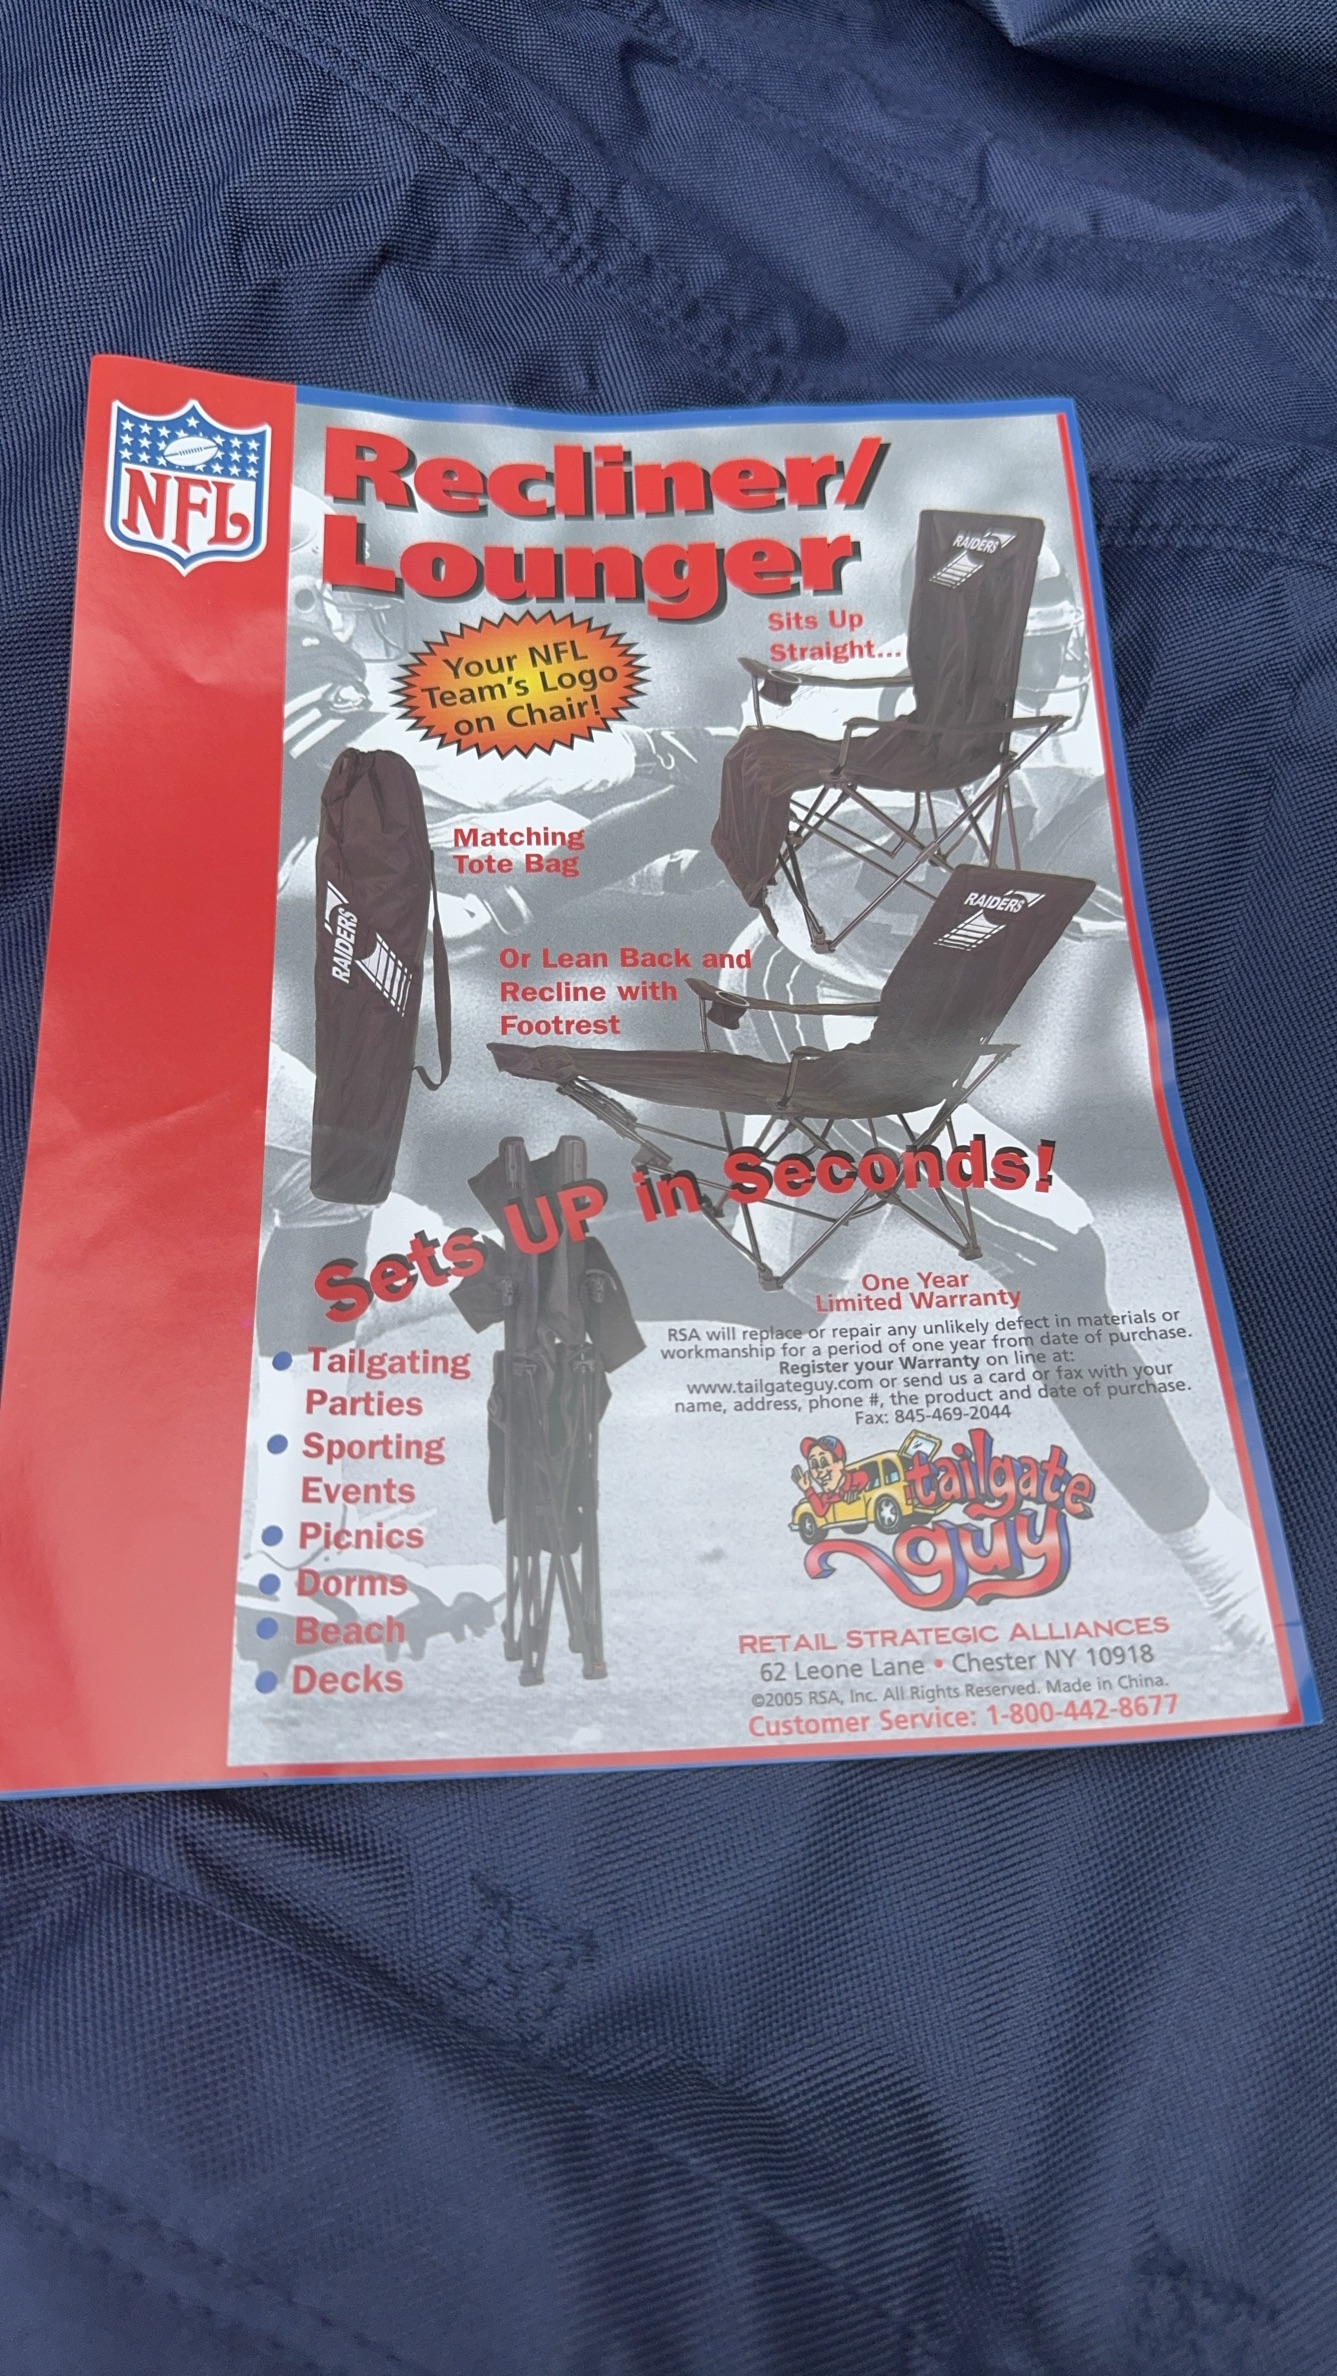 NFL
Recliner/
Lounger
Your NFL
Team's Logo
on Chair!
Sits Up
Straight...
RAIDERS
Matching
Tote Bag
RAIDERS
RAIDERS
Or Lean Back and
Recline with
Footrest
Sets UP in Seconds!
One Year
Limited Warranty
RSA will replace or repair any unlikely defect in materials or
workmanship for a period of one year from date of purchase.
Register your Warranty on line at:
www.tailgateguy.com or send us a card or fax with your
name, address, phone #, the product and date of purchase.
Fax: 845-469-2044
• Tailgating
Parties
• Sporting
Events
• Picnics
• Dorms
• Beach
• Decks
tailgate
guy
RETAIL STRATEGIC ALLIANCES
62 Leone Lane • Chester NY 10918
©2005 RSA, Inc. All Rights Reserved. Made in China.
Customer Service: 1-800-442-8677